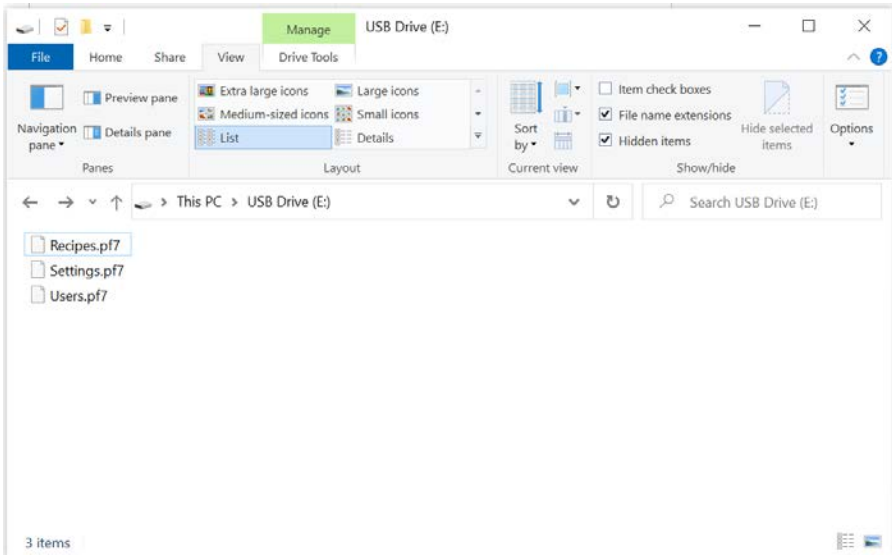 Manage USB Drive (E:)
File Home Share View Drive Tools
Preview pane
Details pane
Navigation pane
Panes
Extra large icons Large icons
Medium-sized icons Small icons
List Details
Layout
Sort by
Current view
Item check boxes
File name extensions
Hidden items
Hide selected items
Show/hide
Options
This PC > USB Drive (E:)
Search USB Drive (E:)
Recipes.pf7
Settings.pf7
Users.pf7
3 items